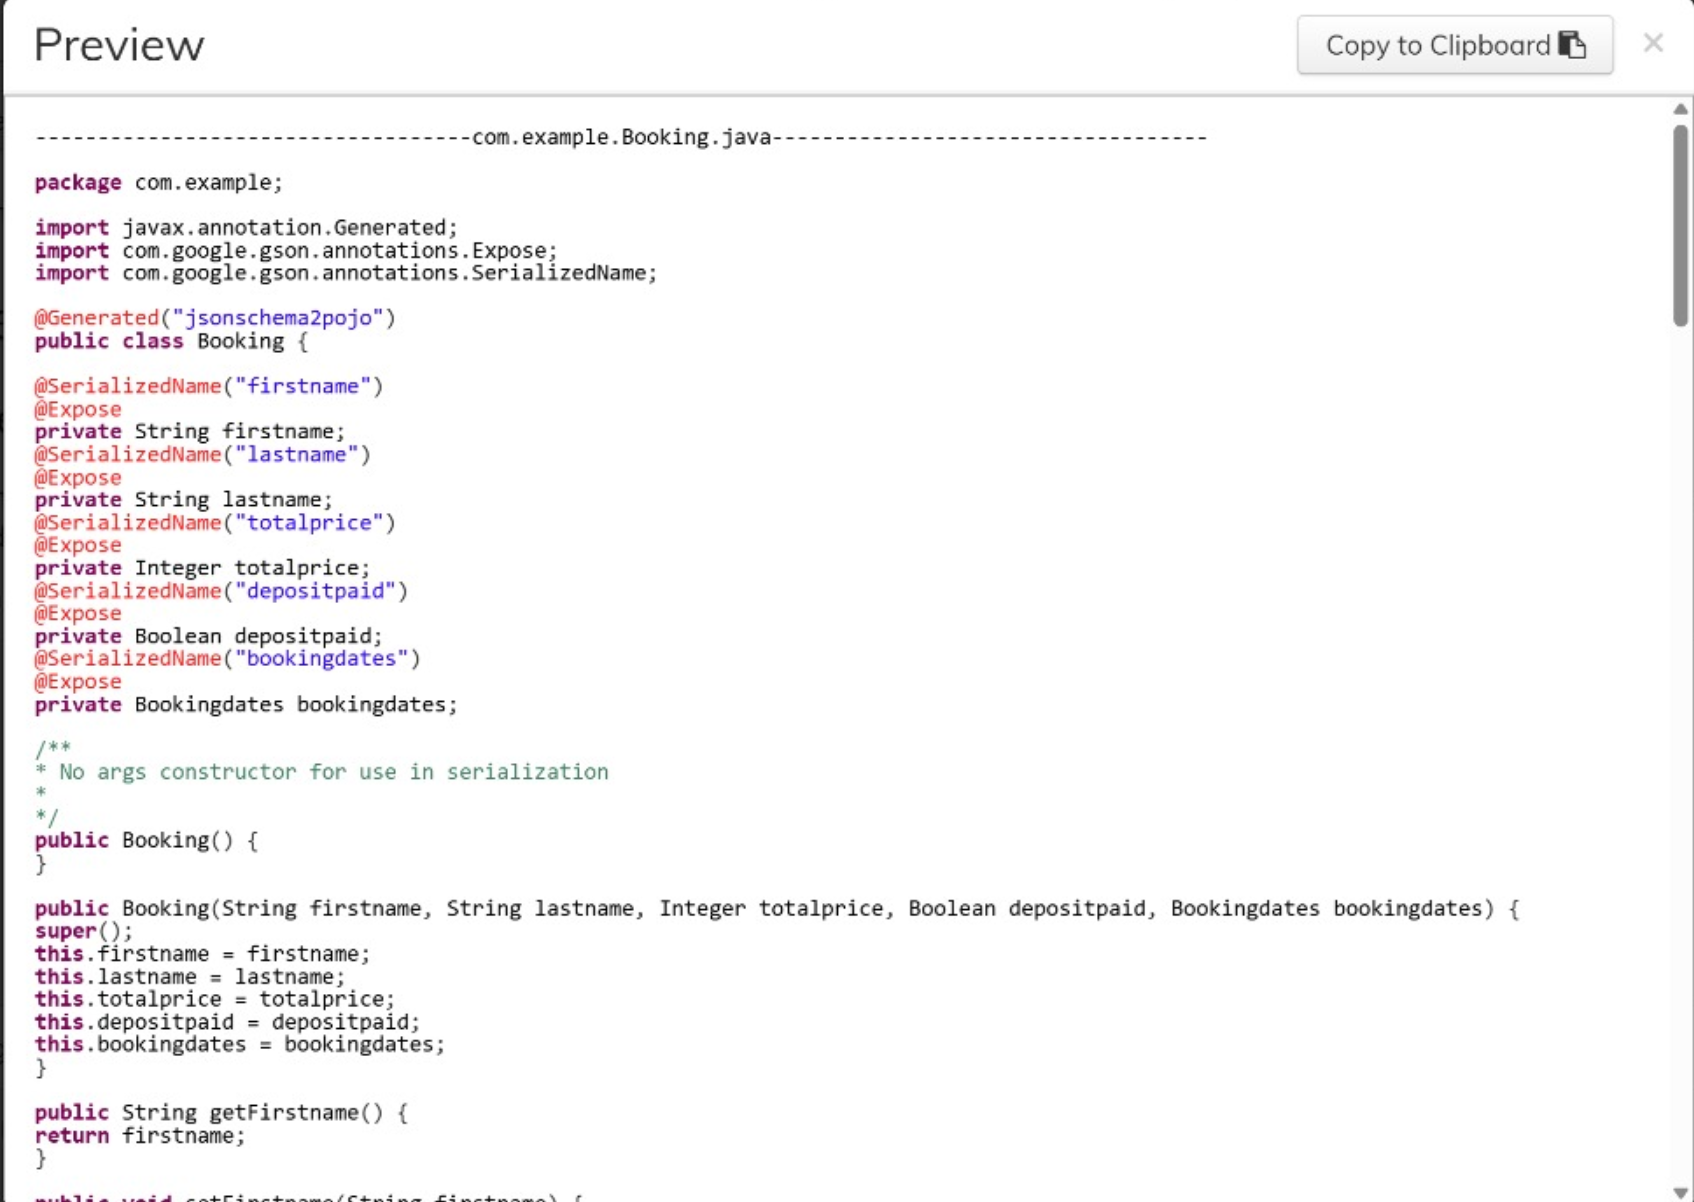 Preview
Copy to Clipboard
-----------------------------------com.example.Booking.java-----------------------------------
package com.example;
import javax.annotation.Generated;
import com.google.gson.annotations.Expose;
import com.google.gson.annotations.SerializedName;
@Generated("jsonschema2pojo")
public class Booking {
@SerializedName("firstname")
@Expose
private String firstname;
@SerializedName("lastname")
@Expose
private String lastname;
@SerializedName("totalprice")
@Expose
private Integer totalprice;
@SerializedName("depositpaid")
@Expose
private Boolean depositpaid;
@SerializedName("bookingdates")
@Expose
private Bookingdates bookingdates;
/**
* No args constructor for use in serialization
*
*/
public Booking() {
}
public Booking(String firstname, String lastname, Integer totalprice, Boolean depositpaid, Bookingdates bookingdates) {
super();
this.firstname = firstname;
this.lastname = lastname;
this.totalprice = totalprice;
this.depositpaid = depositpaid;
this.bookingdates = bookingdates;
}
public String getFirstname() {
return firstname;
}
public void setFirstname(String firstname) {